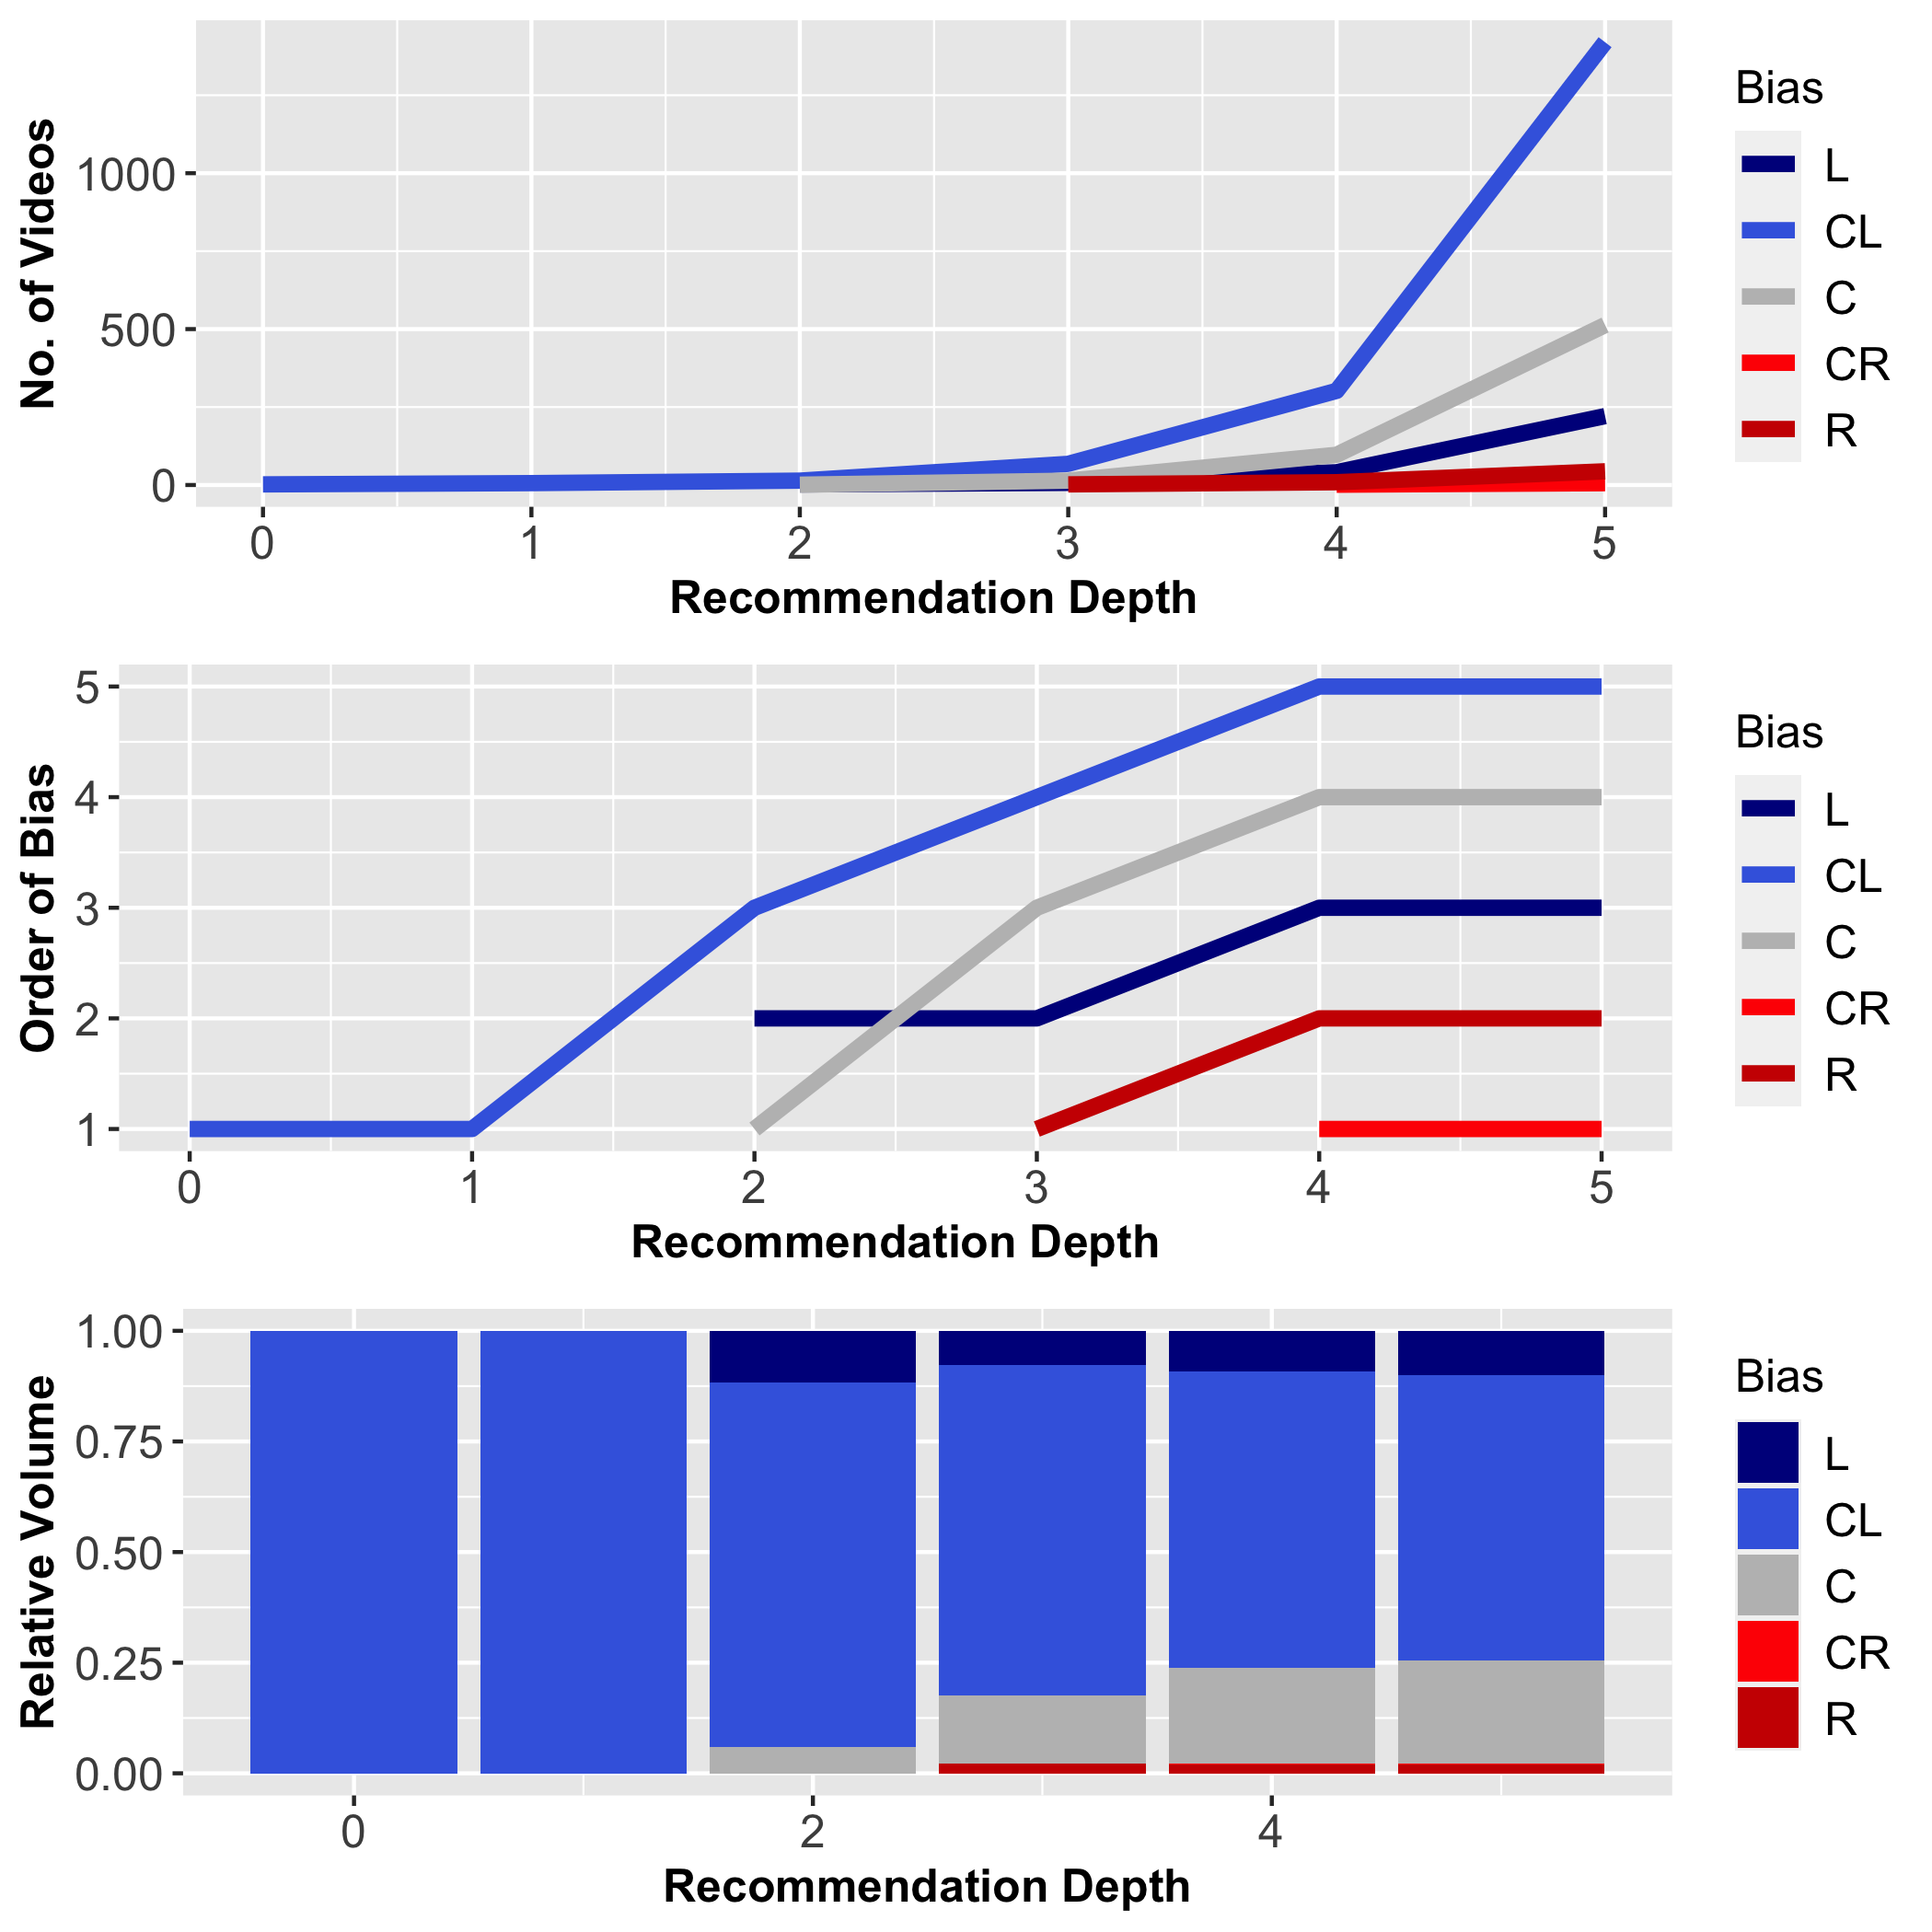 No. of Videos
1000
500
0
0 1 2 3 4 5
Recommendation Depth
Bias
L
CL
C
CR
R
Order of Bias
5
4
3
2
1
0 1 2 3 4 5
Recommendation Depth
Bias
L
CL
C
CR
R
Relative Volume
1.00
0.75
0.50
0.25
0.00
0 2 4
Recommendation Depth
Bias
L
CL
C
CR
R